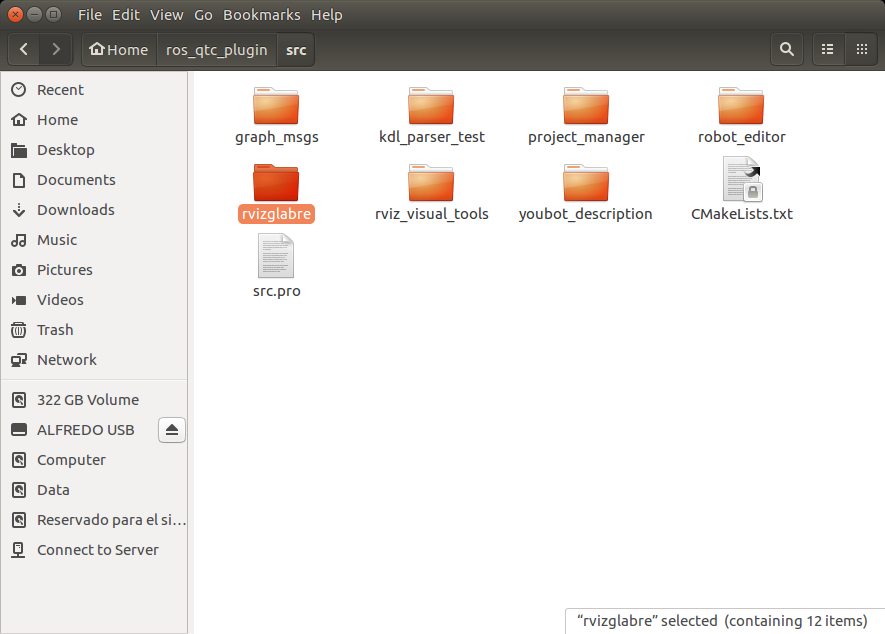 File Edit View Go Bookmarks Help
Home ros_qtc_plugin src
Recent
Home
Desktop
Documents
Downloads
Music
Pictures
Videos
Trash
Network
322 GB Volume
ALFREDO USB
Computer
Data
Reservado para el si...
Connect to Server
graph_msgs kdl_parser_test project_manager robot_editor
rvizglabre rviz_visual_tools youbot_description CMakeLists.txt
src.pro
“rvizglabre” selected (containing 12 items)